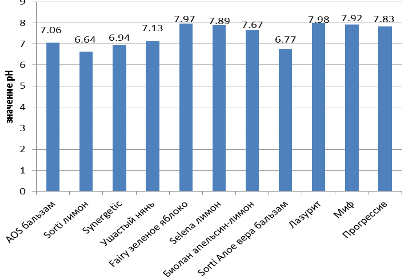 значение pH
9
8
7
6
5
4
3
2
1
0
7.06
6.64
6.94
7.13
7.97
7.89
7.67
6.77
7.98
7.92
7.83
AOS бальзам
Sorti лимон
Synergetic
Ушастый нянь
Fairy зеленое яблоко
Selena лимон
Биолан апельсин-лимон
Sorti Алое вера бальзам
Лазурит
Миф
Прогрессив